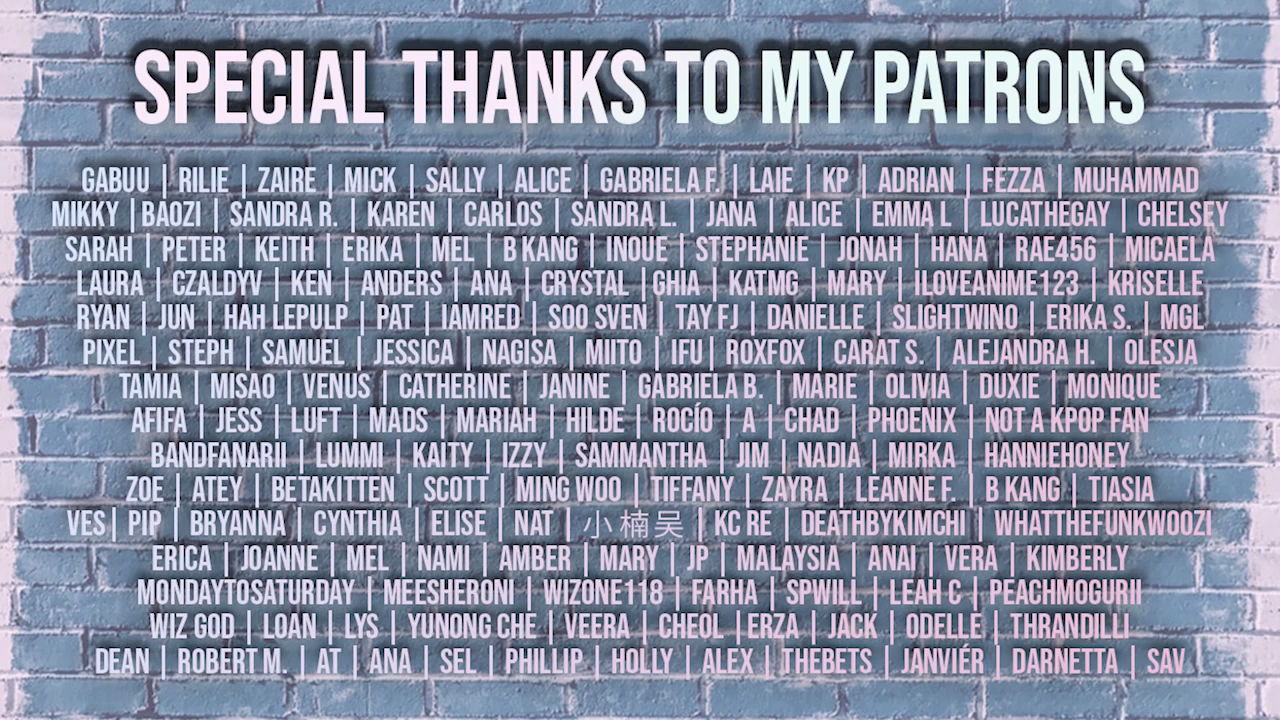 SPECIAL THANKS TO MY PATRONS
GABUU | RILIE | ZAIRE | MICK | SALLY | ALICE | GABRIELA F. | LAIE | KP | ADRIAN | FEZZA | MUHAMMAD
MIKKY | BAOZI | SANDRA R. | KAREN | CARLOS | SANDRA L. | JANA | ALICE | EMMA L | LUCATHEGAY | CHELSEY
SARAH | PETER | KEITH | ERIKA | MEL | B KANG | INOUE | STEPHANIE | JONAH | HANA | RAE456 | MICAELA
LAURA | CZALDYV | KEN | ANDERS | ANA | CRYSTAL | GHIA | KATMG | MARY | ILOVEANIME123 | KRISELLE
RYAN | JUN | HAH LEPULP | PAT | IAMRED | SOO SVEN | TAY FJ | DANIELLE | SLIGHTWINO | ERIKA S. | MGL
PIXEL | STEPH | SAMUEL | JESSICA | NAGISA | MIITO | IFU | ROXFOX | CARAT S. | ALEJANDRA H. | OLESJA
TAMIA | MISAO | VENUS | CATHERINE | JANINE | GABRIELA B. | MARIE | OLIVIA | DUXIE | MONIQUE
AFIFA | JESS | LUFT | MADS | MARIAH | HILDE | ROCÍO | A | CHAD | PHOENIX | NOT A KPOP FAN
BANDFANARII | LUMMI | KAITY | IZZY | SAMMANTHA | JIM | NADIA | MIRKA | HANNIEHONEY
ZOE | ATEY | BETAKITTEN | SCOTT | MING WOO | TIFFANY | ZAYRA | LEANNE F. | B KANG | TIASIA
VES | PIP | BRYANNA | CYNTHIA | ELISE | NAT | 小楠吴 | KC RE | DEATHBYKIMCHI | WHATTHEFUNKWOOZI
ERICA | JOANNE | MEL | NAMI | AMBER | MARY | JP | MALAYSIA | ANAI | VERA | KIMBERLY
MONDAYTOSATURDAY | MEESHERONI | WIZONE118 | FARHA | SPWILL | LEAH C | PEACHMOGURII
WIZ GOD | LOAN | LYS | YUNONG CHE | VEERA | CHEOL | ERZA | JACK | ODELLE | THRANDILLI
DEAN | ROBERT M. | AT | ANA | SEL | PHILLIP | HOLLY | ALEX | THEBETS | JANVIÉR | DARNETTA | SAV